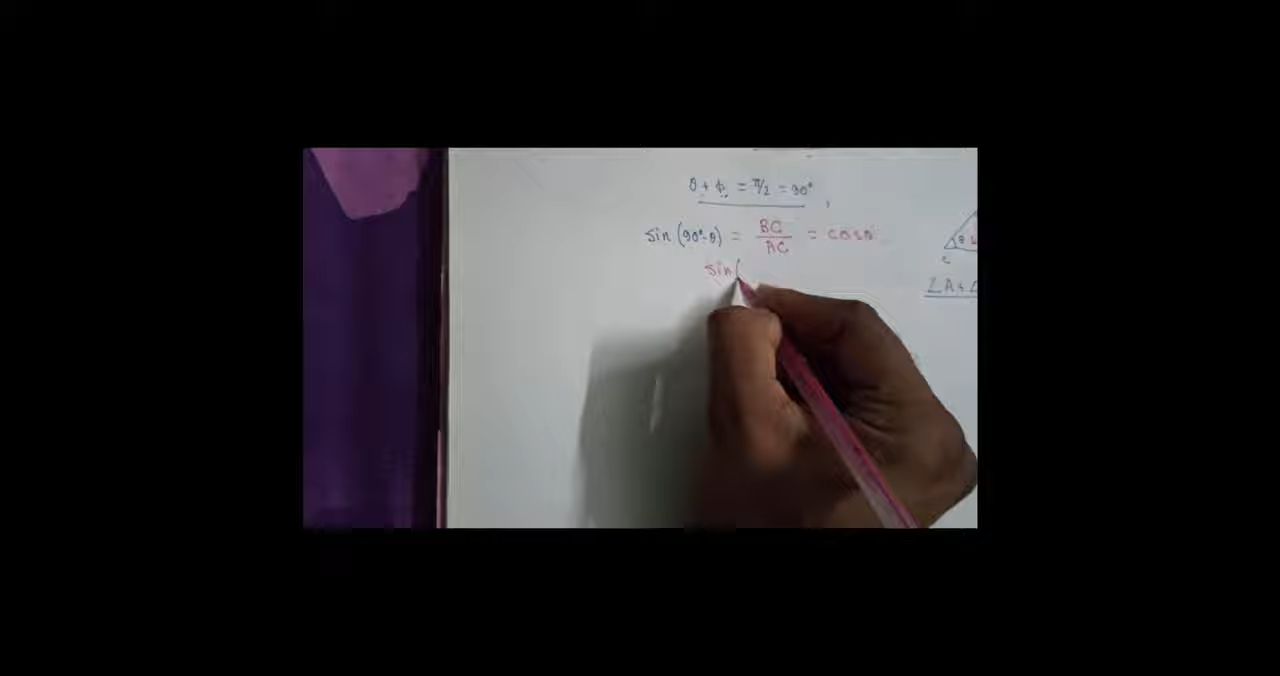 θ + φ = π/2 = 90°,
sin (90°-θ) = BC/AC = cosθ
sin (
θ
c
∠A+∠